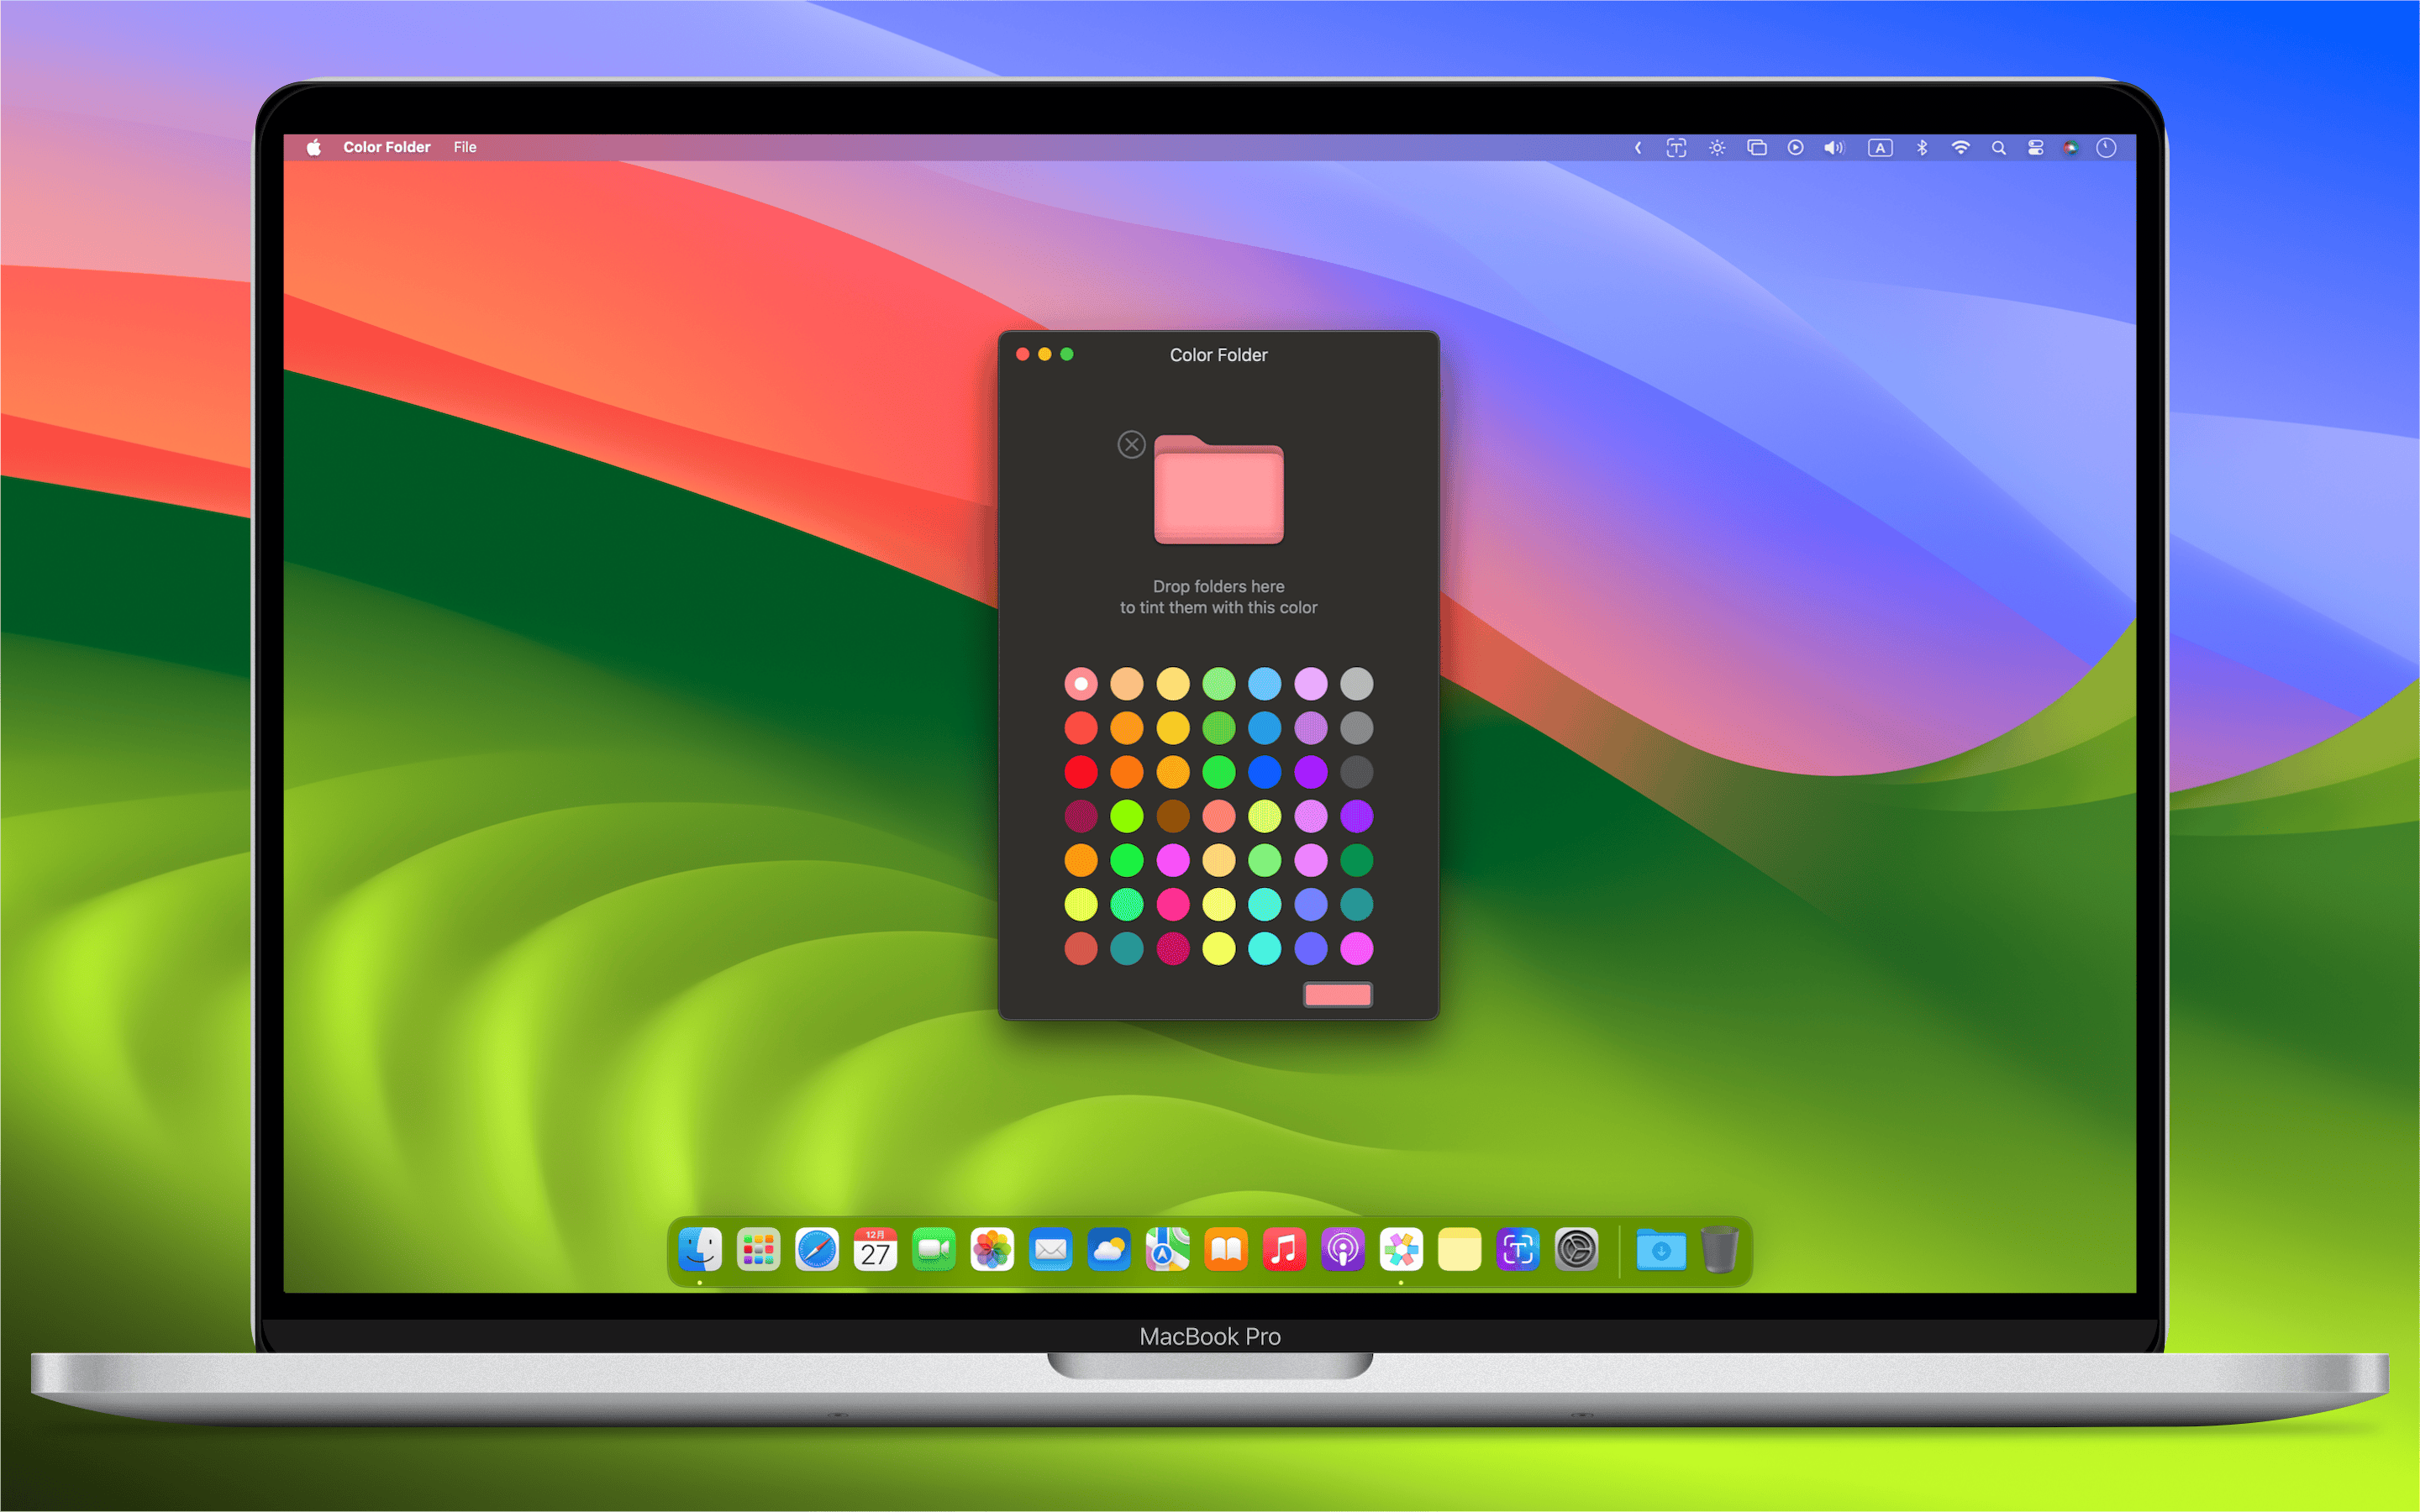 Color Folder File
A
Color Folder
Drop folders here
to tint them with this color
12月
27
T
MacBook Pro